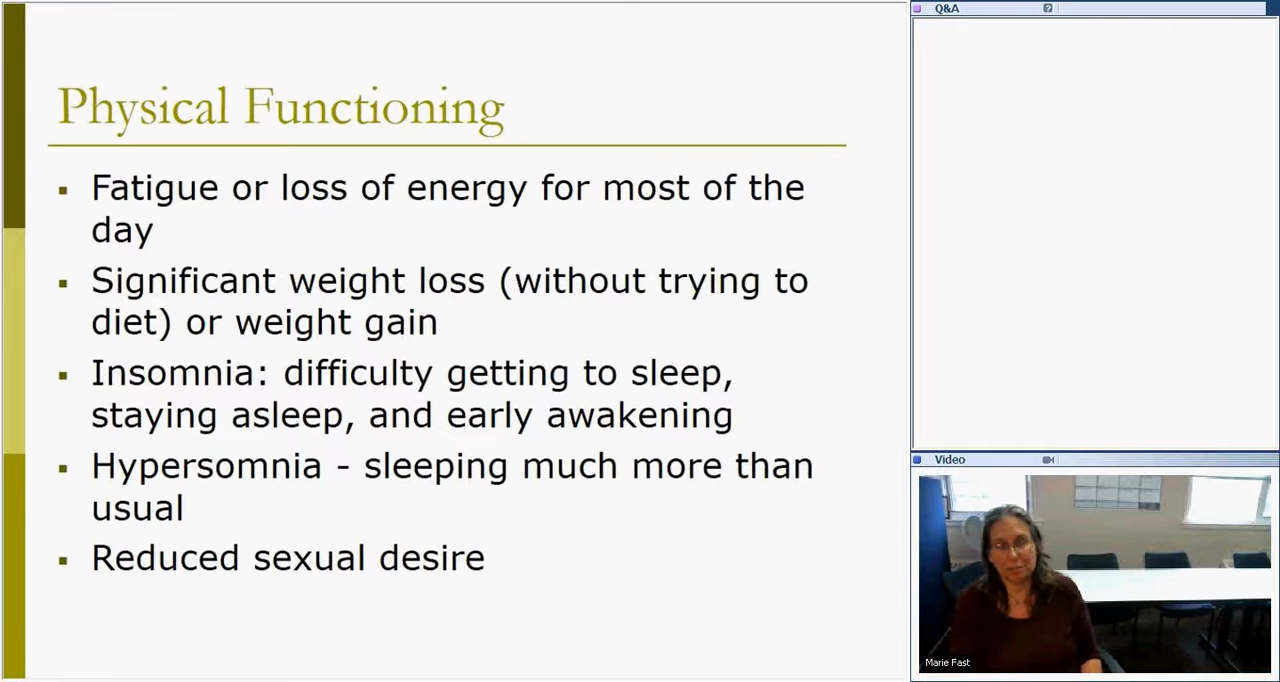 Physical Functioning
▪ Fatigue or loss of energy for most of the
day
▪ Significant weight loss (without trying to
diet) or weight gain
▪ Insomnia: difficulty getting to sleep,
staying asleep, and early awakening
▪ Hypersomnia - sleeping much more than
usual
▪ Reduced sexual desire
Q&A
?
Video
Marie Fast